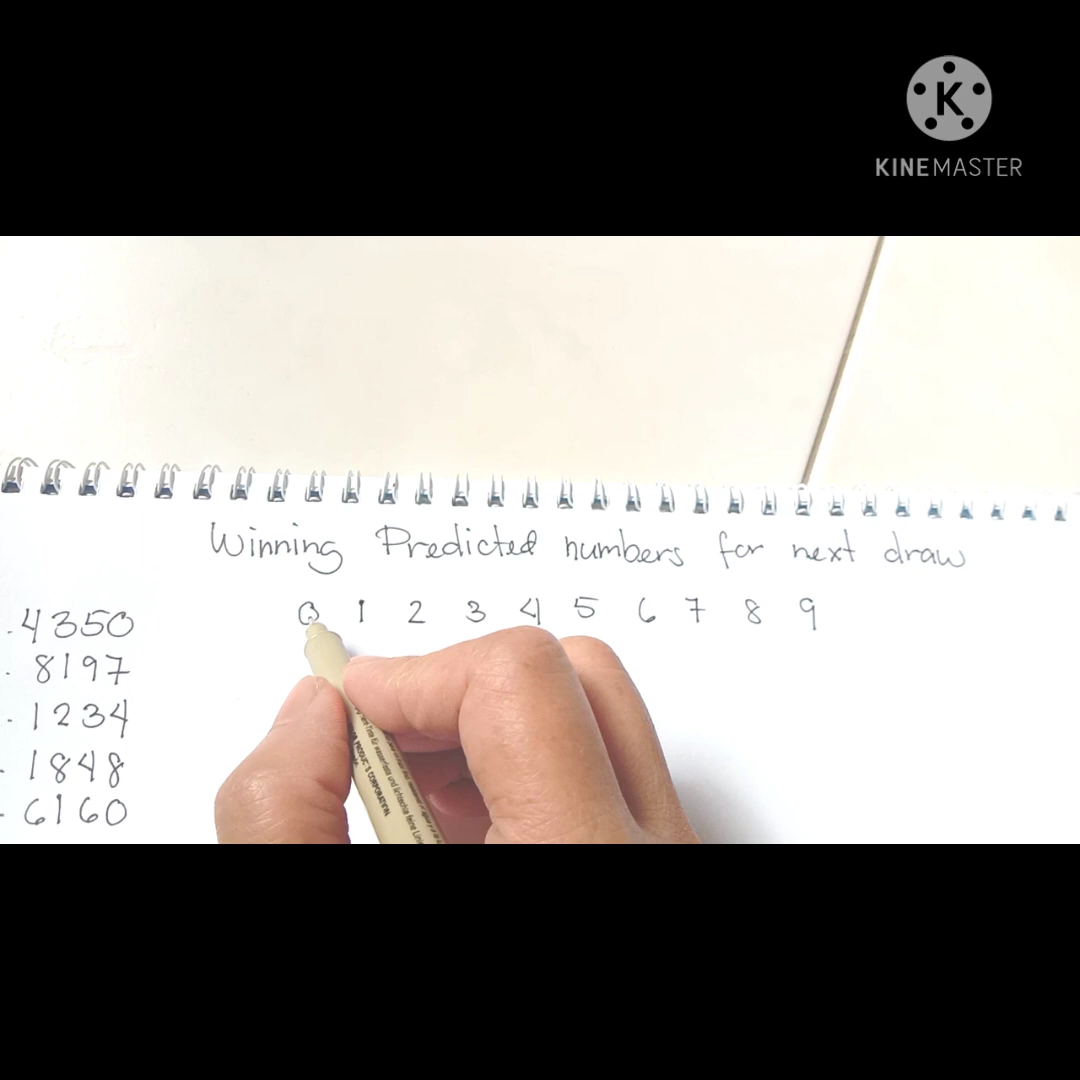 KINEMASTER
Winning Predicted numbers for next draw
0 1 2 3 4 5 6 7 8 9
. 4350
. 8197
. 1234
. 1848
. 6160